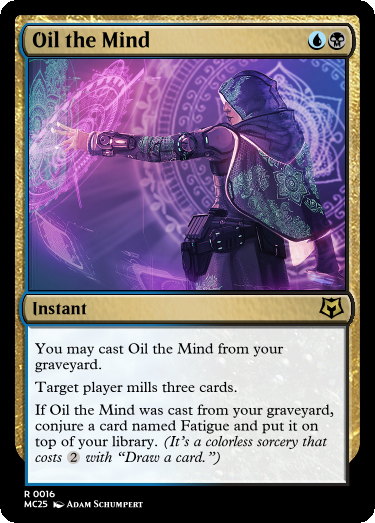 Oil the Mind
Instant
You may cast Oil the Mind from your
graveyard.
Target player mills three cards.
If Oil the Mind was cast from your graveyard,
conjure a card named Fatigue and put it on
top of your library. (It’s a colorless sorcery that
costs 2 with “Draw a card.”)
R 0016
MC25 Adam Schumpert